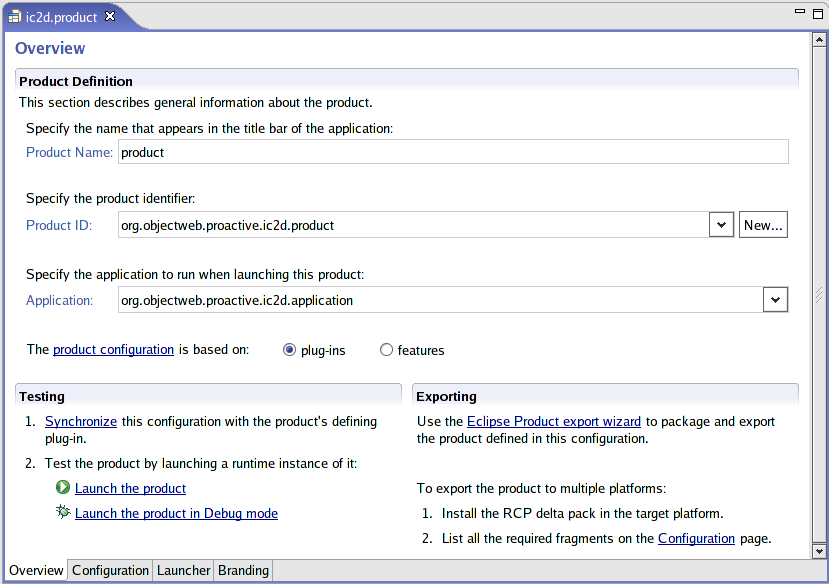 ic2d.product
Overview
Product Definition
This section describes general information about the product.
Specify the name that appears in the title bar of the application:
Product Name: product
Specify the product identifier:
Product ID: org.objectweb.proactive.ic2d.product New...
Specify the application to run when launching this product:
Application: org.objectweb.proactive.ic2d.application
The product configuration is based on: plug-ins features
Testing
1. Synchronize this configuration with the product's defining
plug-in.
2. Test the product by launching a runtime instance of it:
Launch the product
Launch the product in Debug mode
Exporting
Use the Eclipse Product export wizard to package and export
the product defined in this configuration.
To export the product to multiple platforms:
1. Install the RCP delta pack in the target platform.
2. List all the required fragments on the Configuration page.
Overview Configuration Launcher Branding